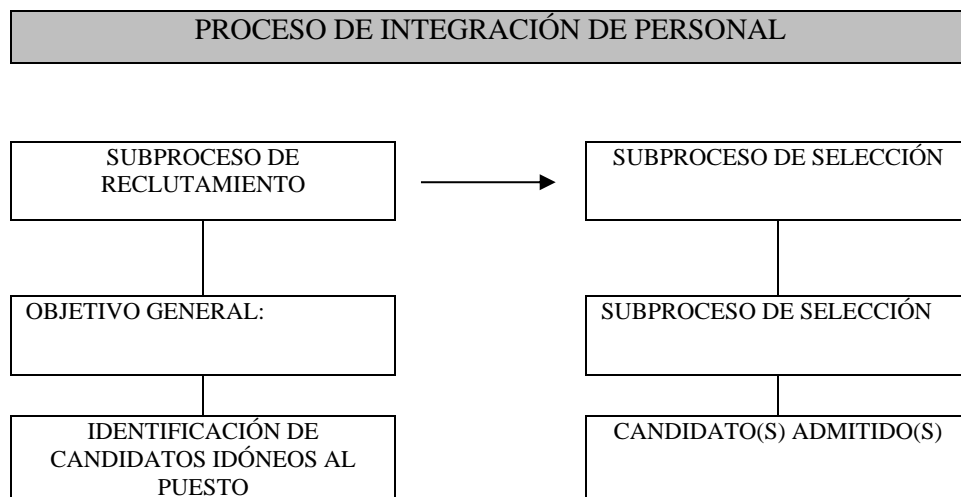 PROCESO DE INTEGRACIÓN DE PERSONAL
SUBPROCESO DE
RECLUTAMIENTO
SUBPROCESO DE SELECCIÓN
OBJETIVO GENERAL:
SUBPROCESO DE SELECCIÓN
IDENTIFICACIÓN DE
CANDIDATOS IDÓNEOS AL
PUESTO
CANDIDATO(S) ADMITIDO(S)